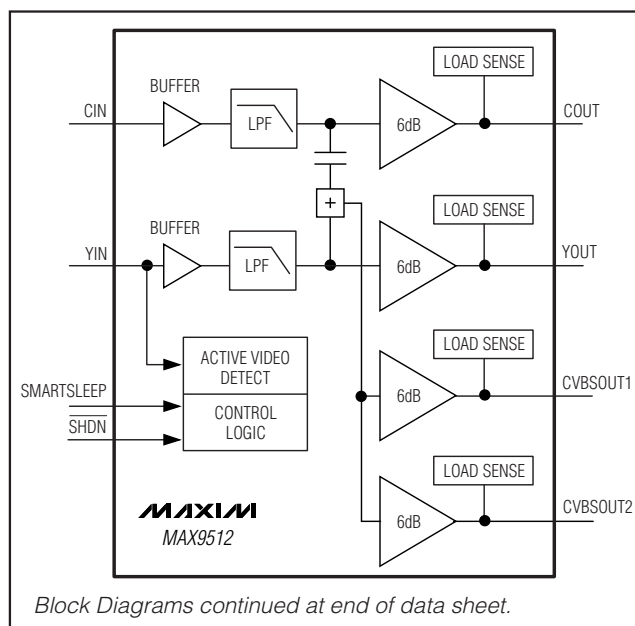 BUFFER
CIN
LPF
6dB
LOAD SENSE
COUT
+
BUFFER
YIN
LPF
6dB
LOAD SENSE
YOUT
ACTIVE VIDEO
DETECT
CONTROL
LOGIC
SMARTSLEEP
SHDN
6dB
LOAD SENSE
CVBSOUT1
6dB
LOAD SENSE
CVBSOUT2
MAXIM
MAX9512
Block Diagrams continued at end of data sheet.